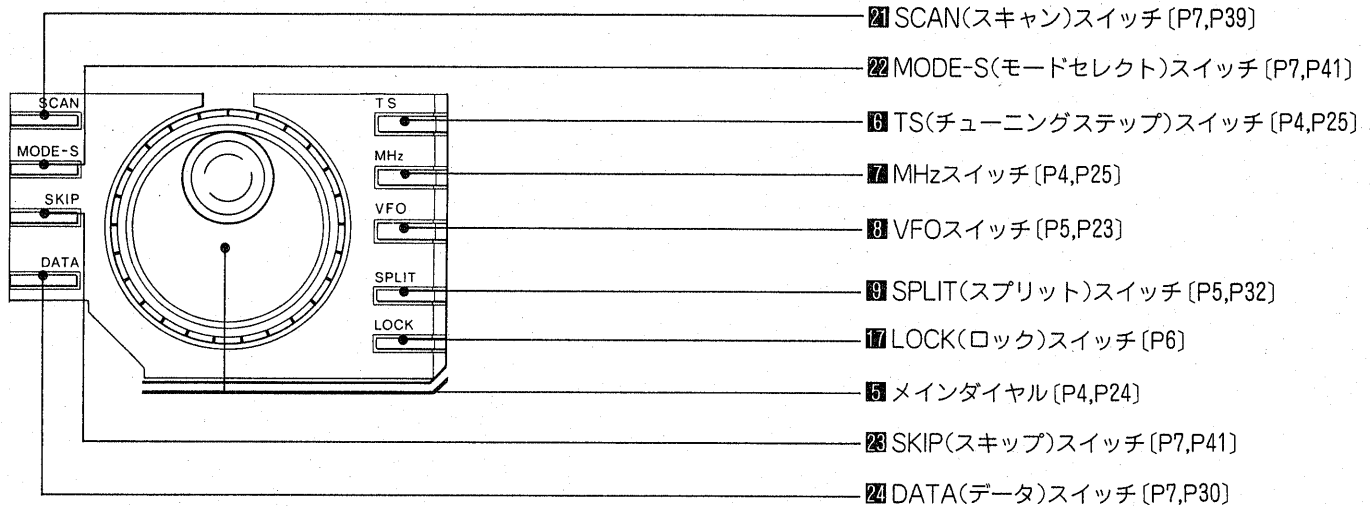 21 SCAN(スキャン)スイッチ〔P7,P39〕
22 MODE-S(モードセレクト)スイッチ〔P7,P41〕
6 TS(チューニングステップ)スイッチ〔P4,P25〕
7 MHzスイッチ〔P4,P25〕
8 VFOスイッチ〔P5,P23〕
9 SPLIT(スプリット)スイッチ〔P5,P32〕
17 LOCK(ロック)スイッチ〔P6〕
5 メインダイヤル〔P4,P24〕
23 SKIP(スキップ)スイッチ〔P7,P41〕
24 DATA(データ)スイッチ〔P7,P30〕
SCAN
MODE-S
SKIP
DATA
TS
MHz
VFO
SPLIT
LOCK